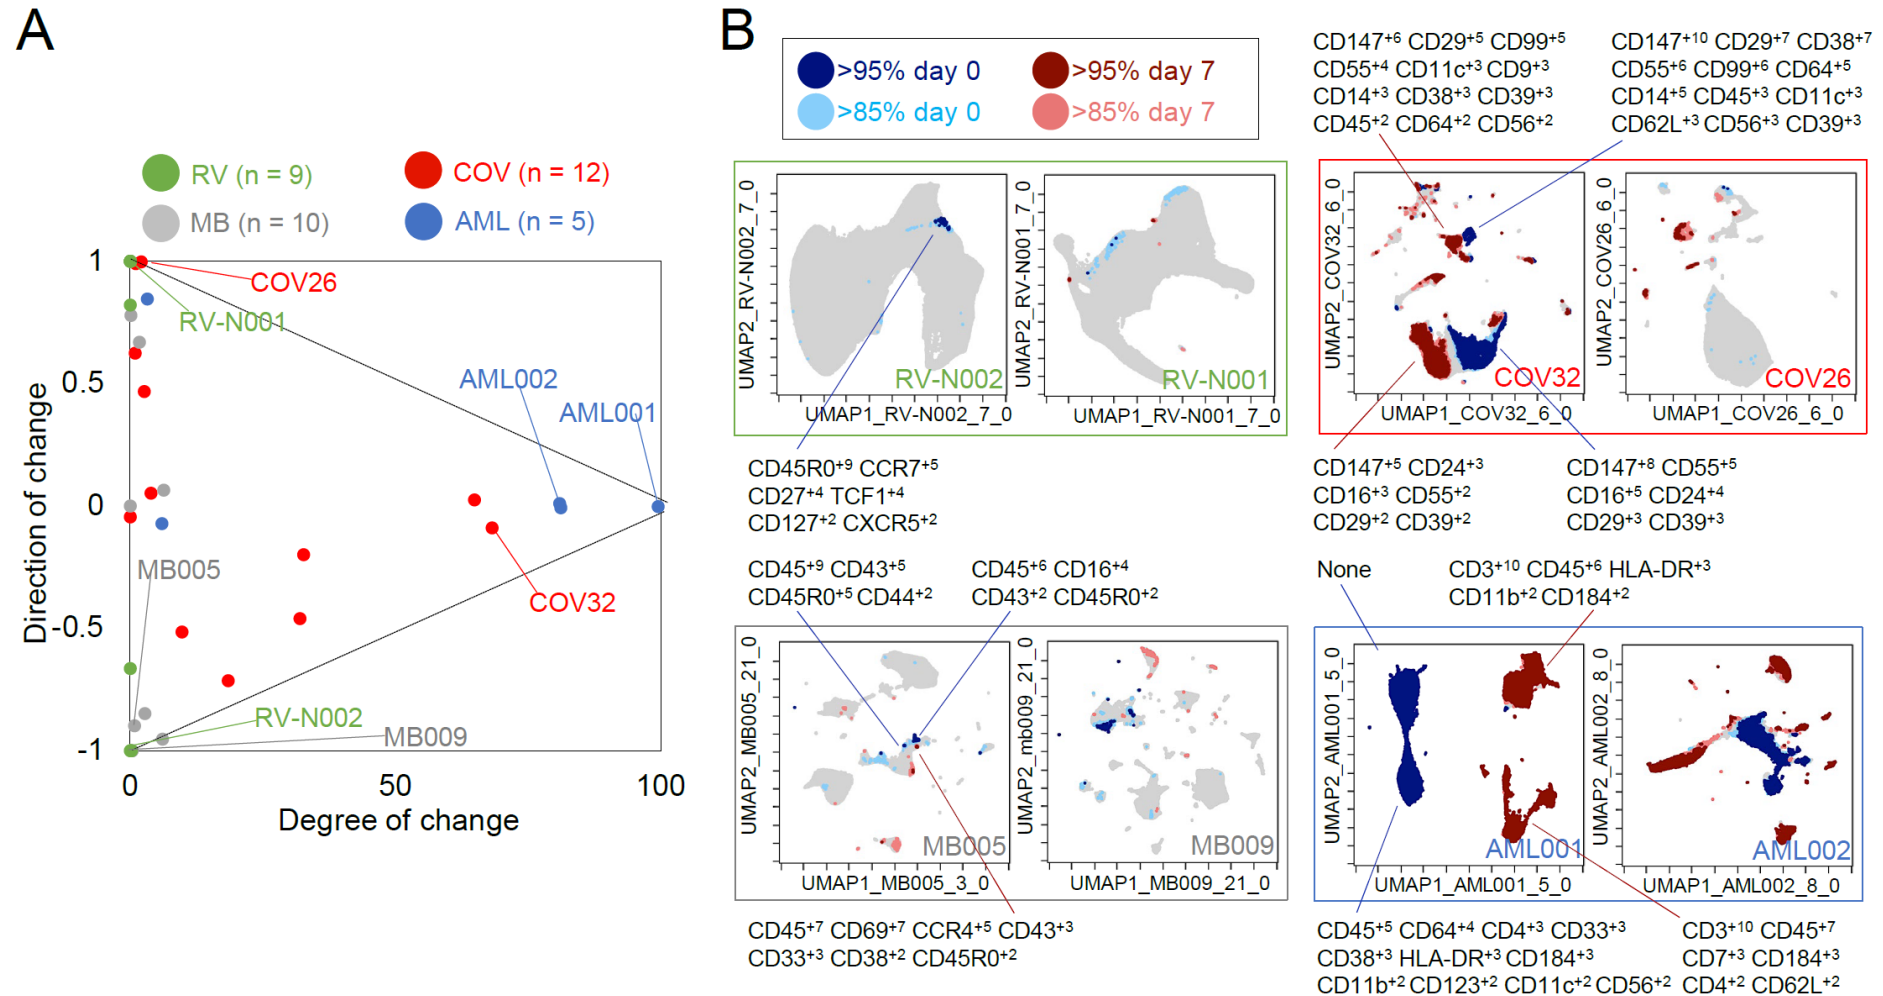 A
RV (n = 9)
COV (n = 12)
MB (n = 10)
AML (n = 5)
1
0.5
0
-0.5
-1
Direction of change
COV26
RV-N001
AML002
AML001
MB005
COV32
RV-N002
MB009
0
50
100
Degree of change
B
>95% day 0
>95% day 7
>85% day 0
>85% day 7
CD147+6 CD29+5 CD99+5
CD55+4 CD11c+3 CD9+3
CD14+3 CD38+3 CD39+3
CD45+2 CD64+2 CD56+2
CD147+10 CD29+7 CD38+7
CD55+6 CD99+6 CD64+5
CD14+5 CD45+3 CD11c+3
CD62L+3 CD56+3 CD39+3
UMAP2_RV-N002_7_0
RV-N002
UMAP1_RV-N002_7_0
UMAP2_RV-N001_7_0
RV-N001
UMAP1_RV-N001_7_0
UMAP2_COV32_6_0
COV32
UMAP1_COV32_6_0
UMAP2_COV26_6_0
COV26
UMAP1_COV26_6_0
CD45R0+9 CCR7+5
CD27+4 TCF1+4
CD127+2 CXCR5+2
CD147+5 CD24+3
CD16+3 CD55+2
CD29+2 CD39+2
CD147+8 CD55+5
CD16+5 CD24+4
CD29+3 CD39+3
CD45+9 CD43+5
CD45R0+5 CD44+2
CD45+6 CD16+4
CD43+2 CD45R0+2
None
CD3+10 CD45+6 HLA-DR+3
CD11b+2 CD184+2
UMAP2_MB005_21_0
MB005
UMAP1_MB005_3_0
UMAP2_mb009_21_0
MB009
UMAP1_MB009_21_0
UMAP2_AML001_5_0
AML001
UMAP1_AML001_5_0
UMAP2_AML002_8_0
AML002
UMAP1_AML002_8_0
CD45+7 CD69+7 CCR4+5 CD43+3
CD33+3 CD38+2 CD45R0+2
CD45+5 CD64+4 CD4+3 CD33+3
CD38+3 HLA-DR+3 CD184+3
CD11b+2 CD123+2 CD11c+2 CD56+2
CD3+10 CD45+7
CD7+3 CD184+3
CD4+2 CD62L+2